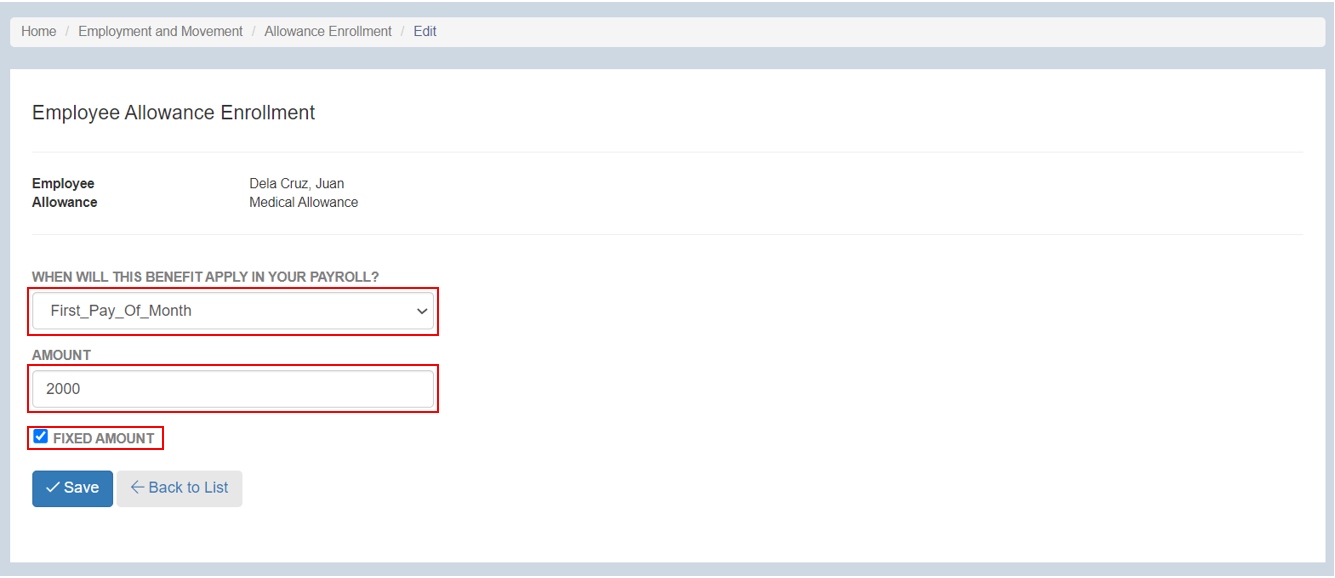 Home / Employment and Movement / Allowance Enrollment / Edit
Employee Allowance Enrollment
Employee Dela Cruz, Juan
Allowance Medical Allowance
WHEN WILL THIS BENEFIT APPLY IN YOUR PAYROLL?
First_Pay_Of_Month
AMOUNT
2000
FIXED AMOUNT
Save Back to List